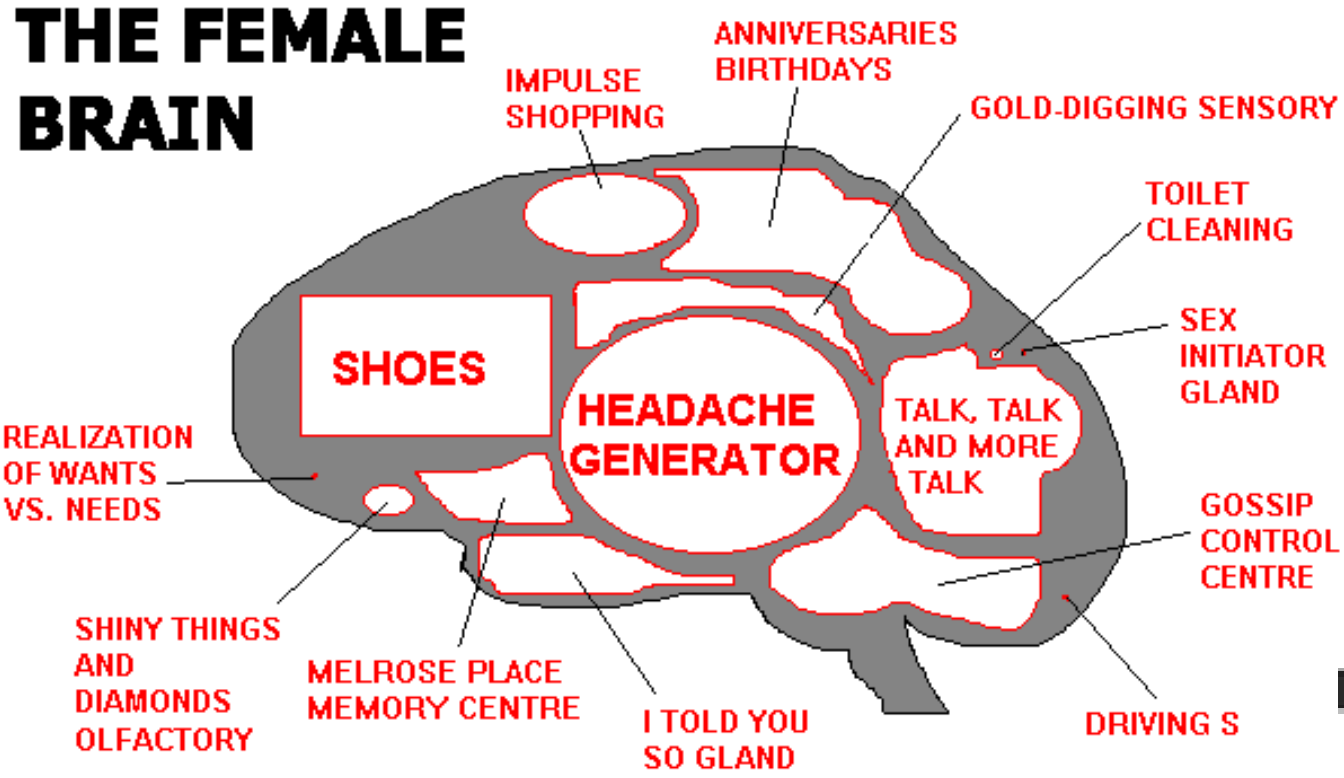 THE FEMALE
BRAIN
IMPULSE
SHOPPING
ANNIVERSARIES
BIRTHDAYS
GOLD-DIGGING SENSORY
TOILET
CLEANING
SEX
INITIATOR
GLAND
SHOES
HEADACHE
GENERATOR
TALK, TALK
AND MORE
TALK
REALIZATION
OF WANTS
VS. NEEDS
GOSSIP
CONTROL
CENTRE
SHINY THINGS
AND
DIAMONDS
OLFACTORY
MELROSE PLACE
MEMORY CENTRE
I TOLD YOU
SO GLAND
DRIVING S